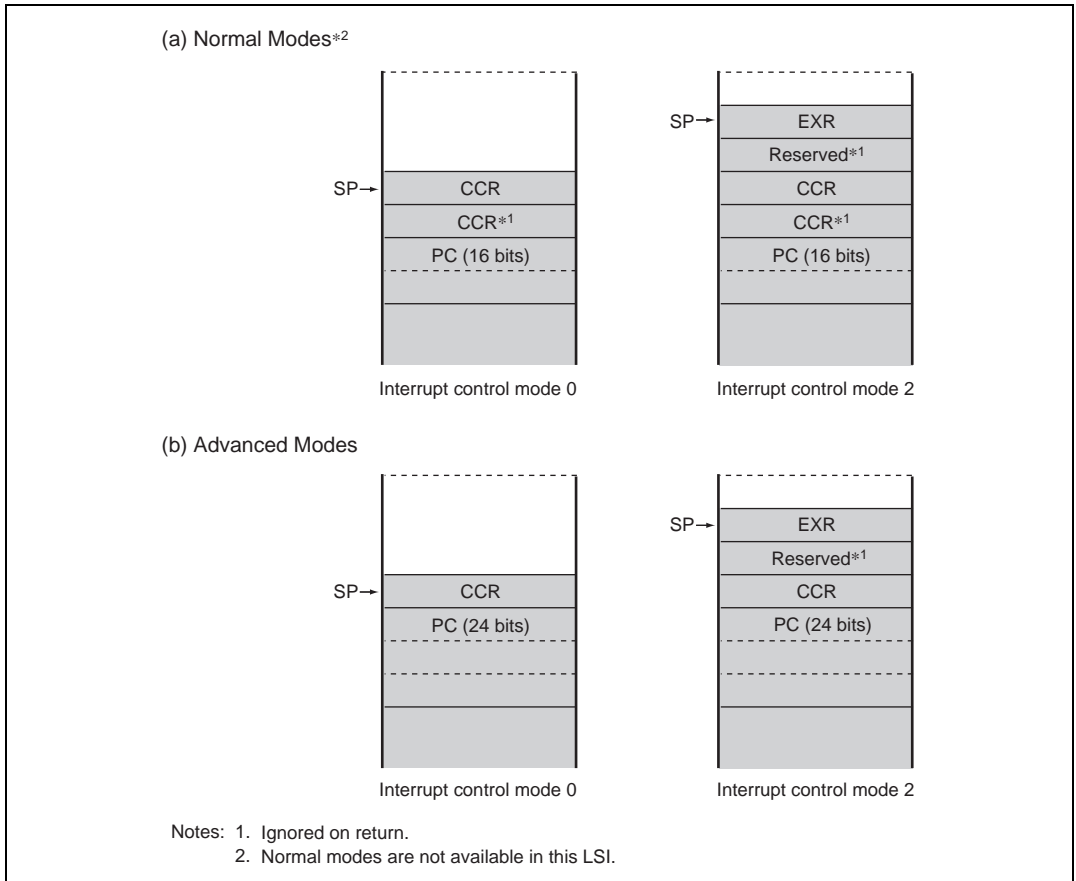 (a) Normal Modes*2
SP
CCR
CCR*1
PC (16 bits)
Interrupt control mode 0
SP
EXR
Reserved*1
CCR
CCR*1
PC (16 bits)
Interrupt control mode 2
(b) Advanced Modes
SP
CCR
PC (24 bits)
Interrupt control mode 0
SP
EXR
Reserved*1
CCR
PC (24 bits)
Interrupt control mode 2
Notes: 1. Ignored on return.
2. Normal modes are not available in this LSI.